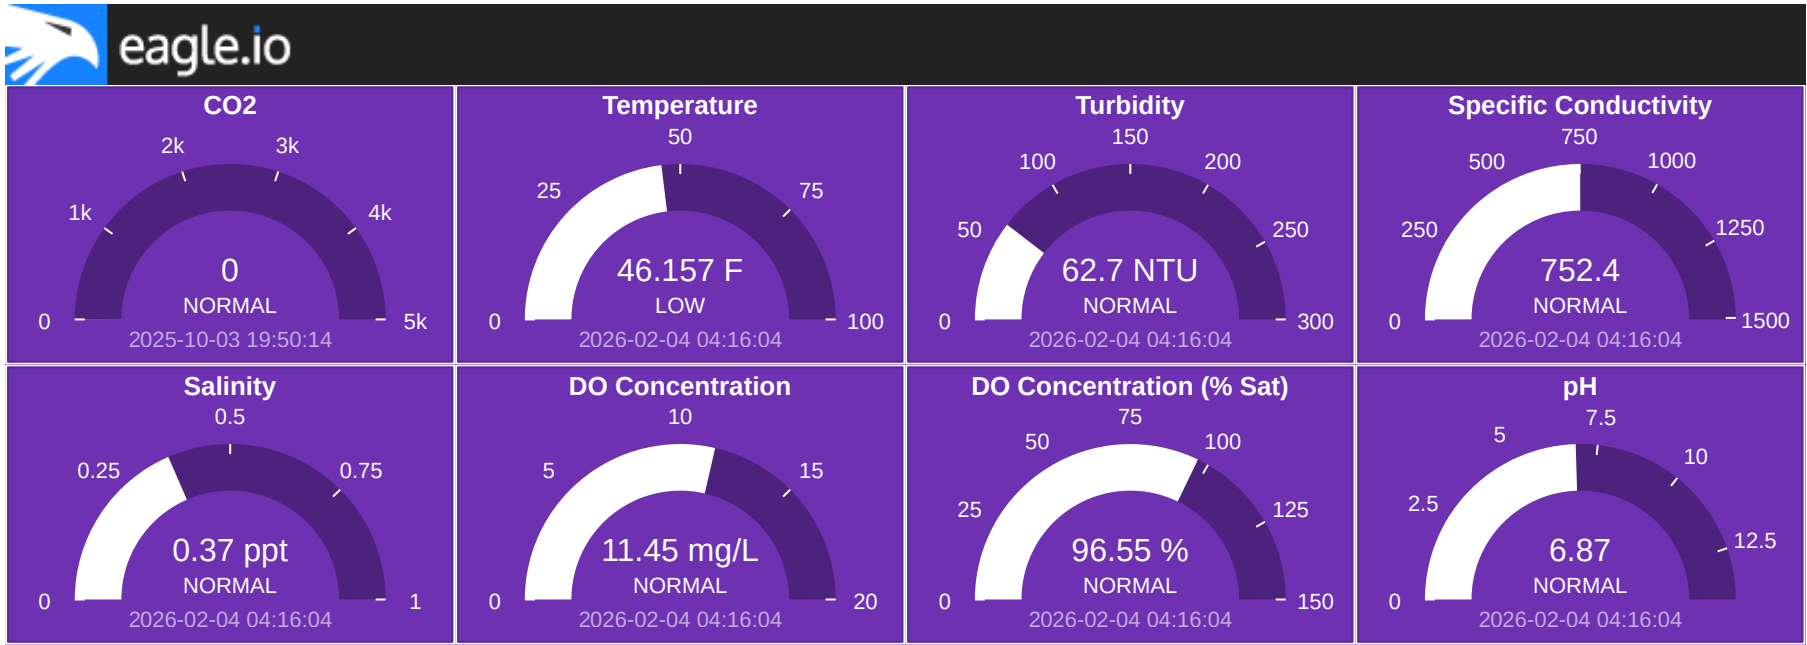 eagle.io
CO2
0
1k
2k
3k
4k
5k
0
NORMAL
2025-10-03 19:50:14
Temperature
0
25
50
75
100
46.157 F
LOW
2026-02-04 04:16:04
Turbidity
0
50
100
150
200
250
300
62.7 NTU
NORMAL
2026-02-04 04:16:04
Specific Conductivity
0
250
500
750
1000
1250
1500
752.4
NORMAL
2026-02-04 04:16:04
Salinity
0
0.25
0.5
0.75
1
0.37 ppt
NORMAL
2026-02-04 04:16:04
DO Concentration
0
5
10
15
20
11.45 mg/L
NORMAL
2026-02-04 04:16:04
DO Concentration (% Sat)
0
25
50
75
100
125
150
96.55 %
NORMAL
2026-02-04 04:16:04
pH
0
2.5
5
7.5
10
12.5
6.87
NORMAL
2026-02-04 04:16:04